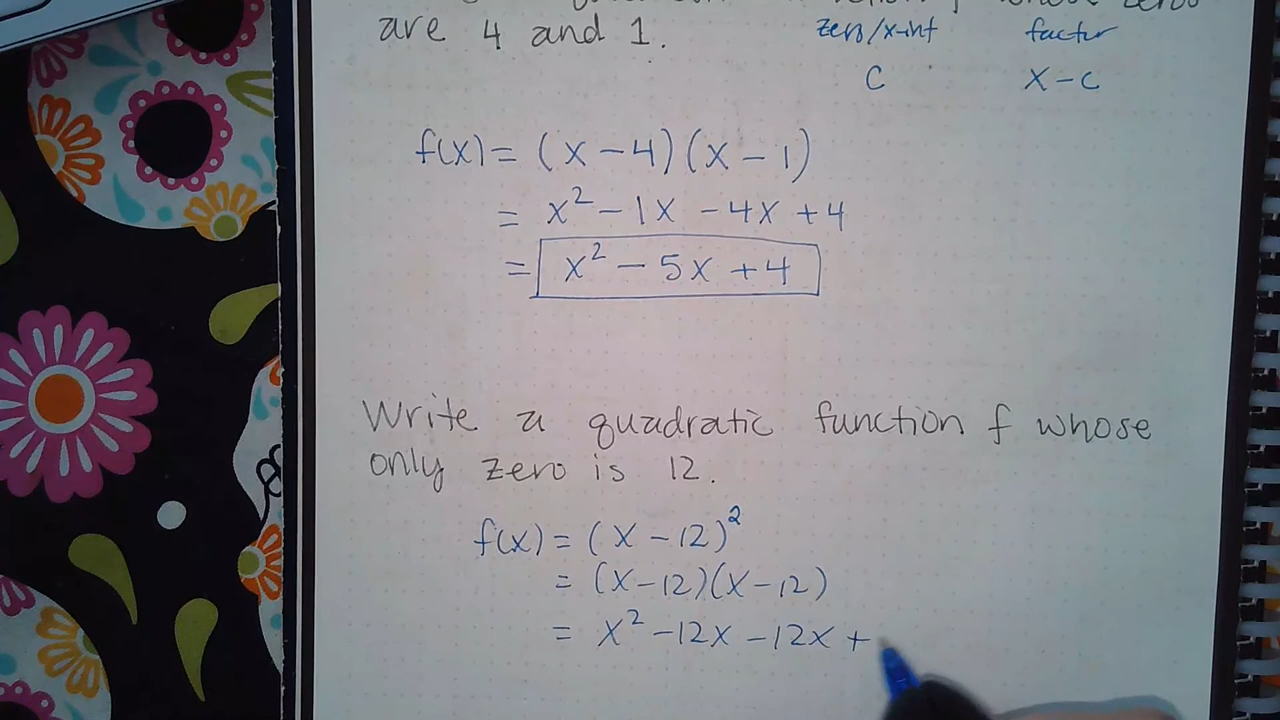 are 4 and 1.
zero/x-int factor
c x-c
f(x) = (x-4)(x-1)
= x² - 1x - 4x + 4
= x² - 5x + 4
Write a quadratic function f whose
only zero is 12.
f(x) = (x-12)²
= (x-12)(x-12)
= x² - 12x - 12x +